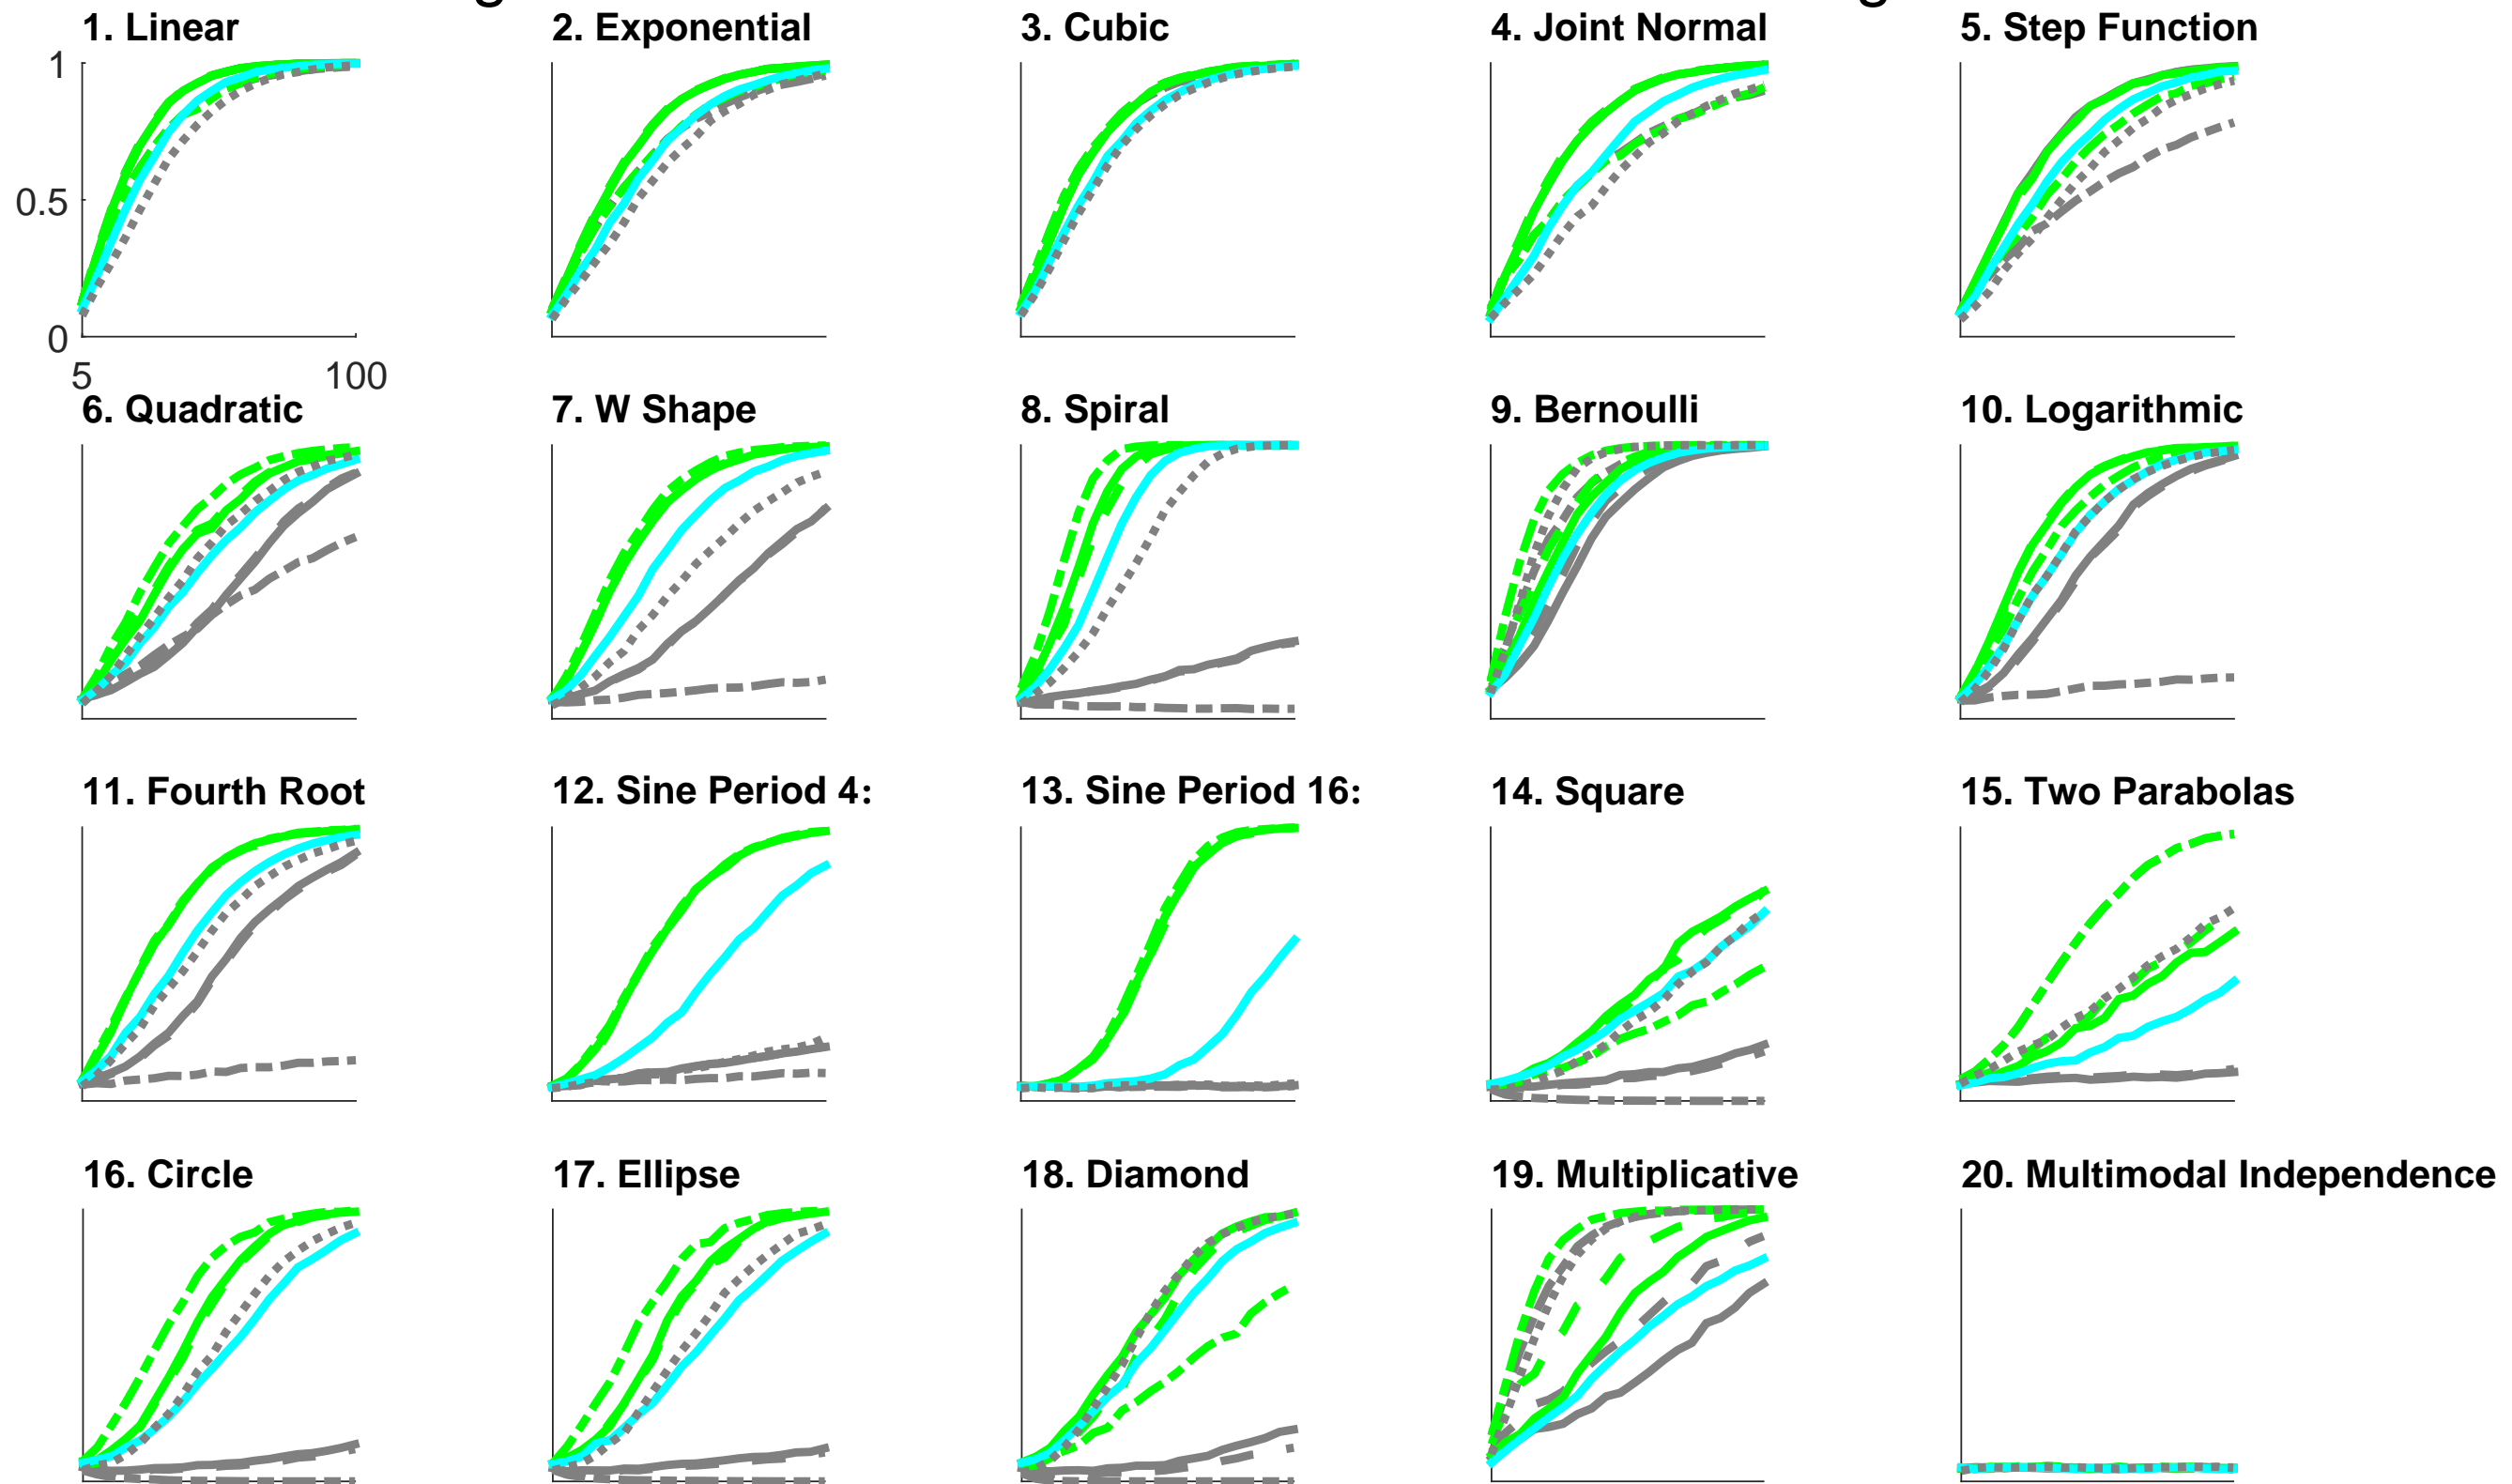 1. Linear
2. Exponential
3. Cubic
4. Joint Normal
5. Step Function
1
0.5
0
5
100
6. Quadratic
7. W Shape
8. Spiral
9. Bernoulli
10. Logarithmic
11. Fourth Root
12. Sine Period 4:
13. Sine Period 16:
14. Square
15. Two Parabolas
16. Circle
17. Ellipse
18. Diamond
19. Multiplicative
20. Multimodal Independence